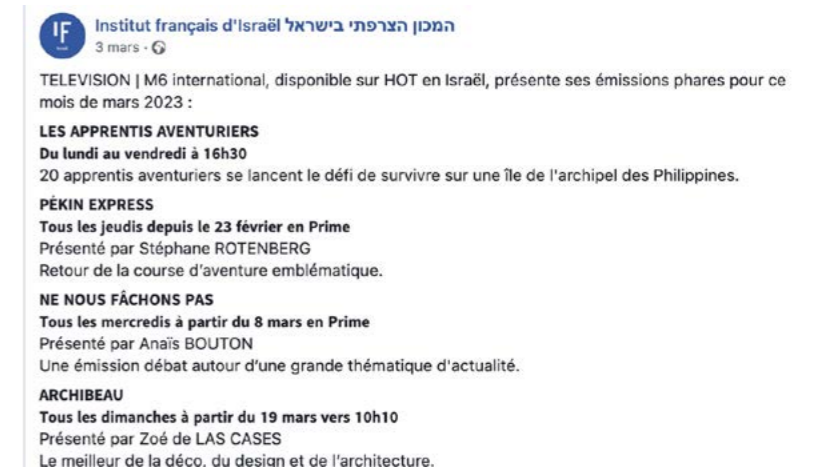 IF
Institut français d'Israël המכון הצרפתי בישראל
3 mars ·
TELEVISION | M6 international, disponible sur HOT en Israël, présente ses émissions phares pour ce
mois de mars 2023 :
LES APPRENTIS AVENTURIERS
Du lundi au vendredi à 16h30
20 apprentis aventuriers se lancent le défi de survivre sur une île de l'archipel des Philippines.
PÉKIN EXPRESS
Tous les jeudis depuis le 23 février en Prime
Présenté par Stéphane ROTENBERG
Retour de la course d'aventure emblématique.
NE NOUS FÂCHONS PAS
Tous les mercredis à partir du 8 mars en Prime
Présenté par Anaïs BOUTON
Une émission débat autour d'une grande thématique d'actualité.
ARCHIBEAU
Tous les dimanches à partir du 19 mars vers 10h10
Présenté par Zoé de LAS CASES
Le meilleur de la déco, du design et de l'architecture.